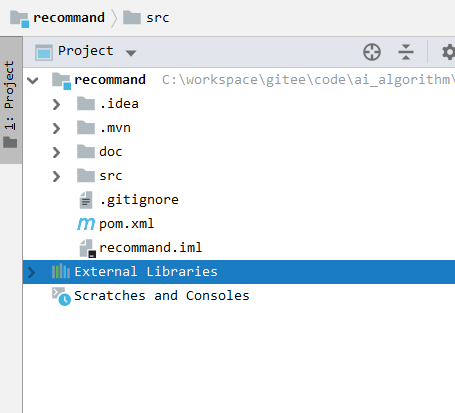 recommand src
Project
1: Project
recommand C:\workspace\gitee\code\ai_algorithm\
.idea
.mvn
doc
src
.gitignore
m pom.xml
recommand.iml
External Libraries
Scratches and Consoles